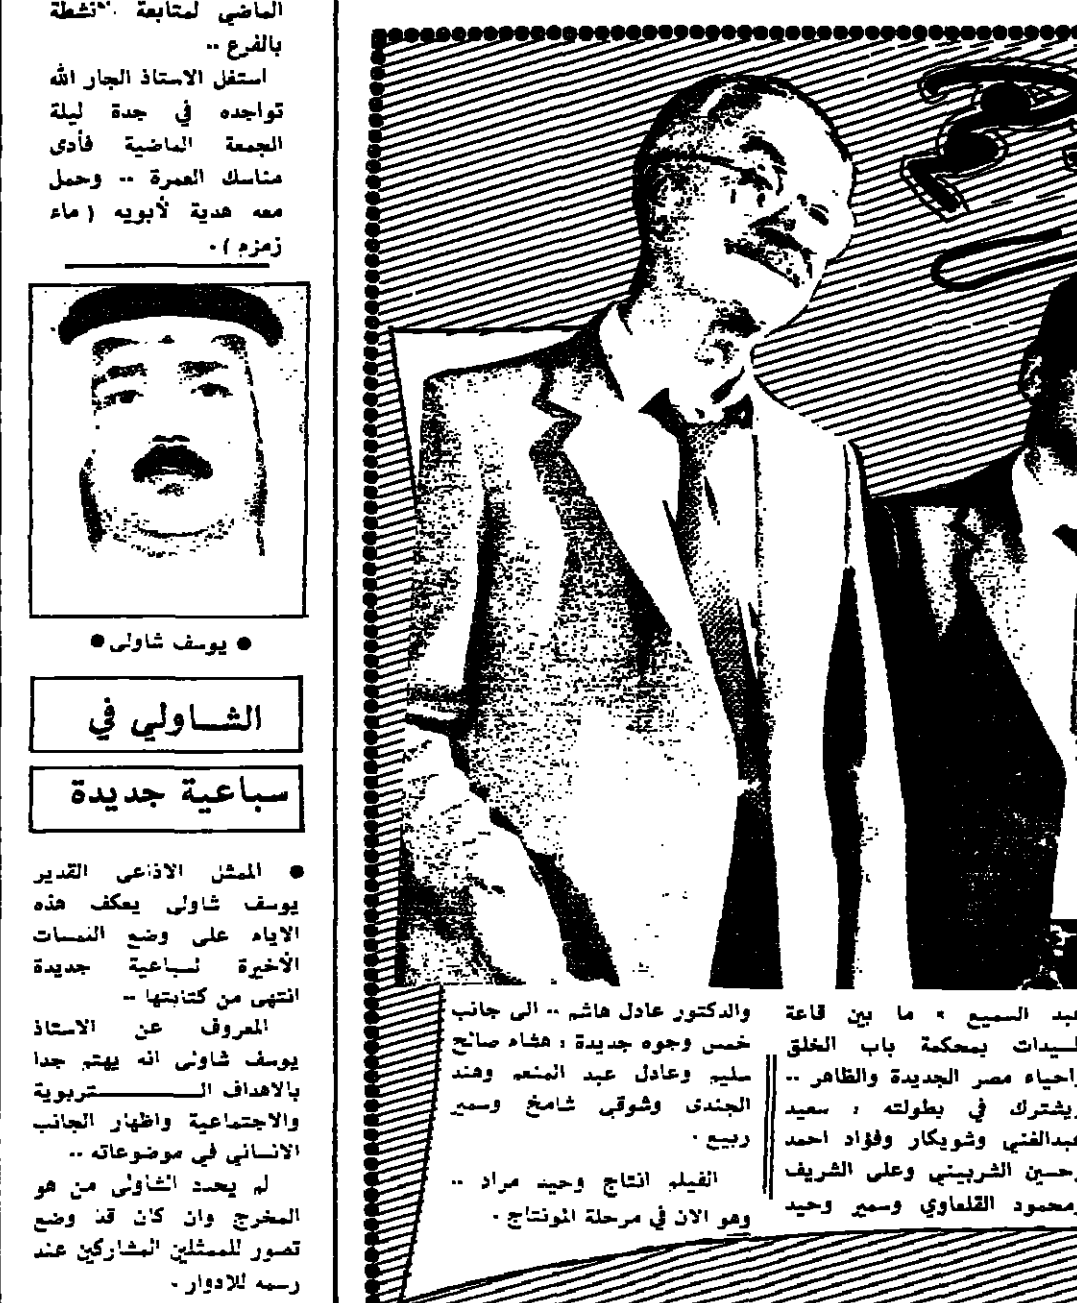 عبد السميع » ما بين قاعة
السيدات بمحكمة باب الخلق
واحياء مصر الجديدة والظاهر ..
ويشترك في بطولته : سعيد
عبدالغني وشويكار وفؤاد احمد
وحسين الشربيني وعلى الشريف
ومحمود القلعاوي وسمير وحيد
والدكتور عادل هاشم .. الى جانب
خمس وجوه جديدة : هشام صالح
سليم وعادل عبد المنعم وهند
الجندى وشوقي شامخ وسمير
ربيع .
الفيلم انتاج وحيد مراد ..
وهو الان في مرحلة المونتاج .
الماضي لمتابعة الانشطة
بالفرع ..
استغل الاستاذ الجار الله
تواجده في جدة ليلة
الجمعة الماضية فأدى
مناسك العمرة .. وحمل
معه هدية لأبويه ( ماء
زمزم ) .
● يوسف شاولى ●
الشــاولي في
سباعية جديدة
● الممثل الاذاعى القدير
يوسف شاولى يعكف هذه
الايام على وضع اللمسات
الأخيرة لسباعية جديدة
انتهى من كتابتها ..
المعروف عن الاستاذ
يوسف شاولى انه يهتم جدا
بالاهداف الــــــتربوية
والاجتماعية واظهار الجانب
الانساني في موضوعاته ..
لم يحدد الشاولى من هو
المخرج وان كان قد وضع
تصور للممثلين المشاركين عند
رسمه للادوار .